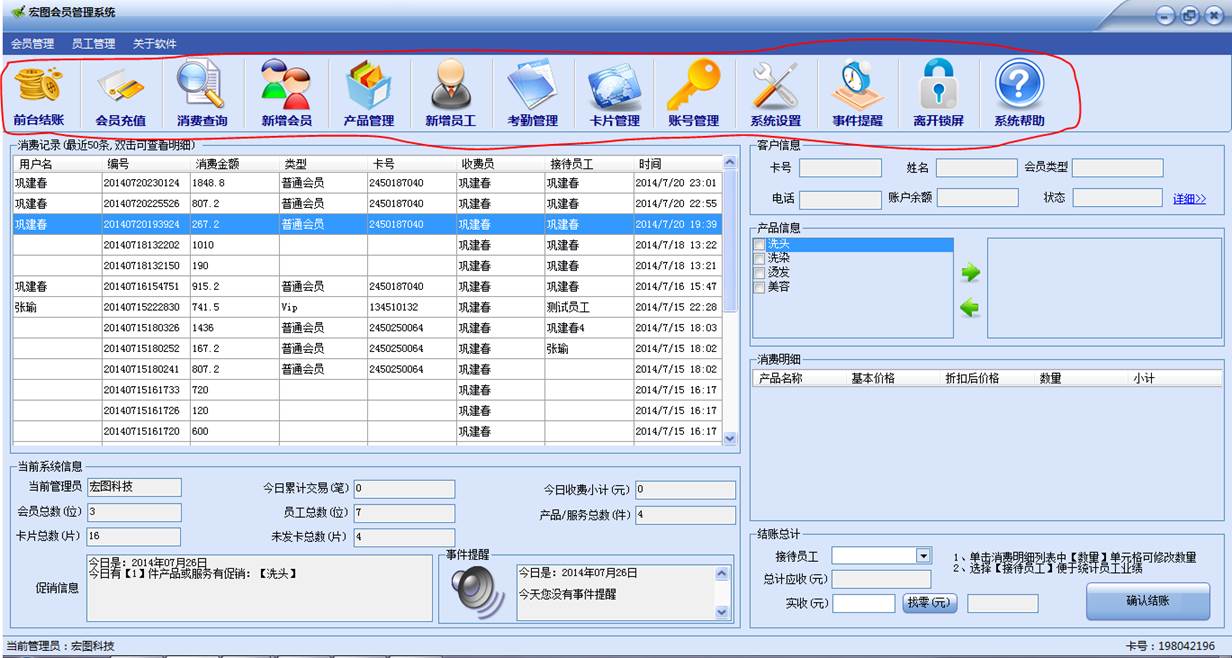 宏图会员管理系统
会员管理 员工管理 关于软件
前台结账 会员充值 消费查询 新增会员 产品管理 新增员工 考勤管理 卡片管理 账号管理 系统设置 事件提醒 离开锁屏 系统帮助
消费记录(最近50条,双击可查看明细)
用户名 编号 消费金额 类型 卡号 收费员 接待员工 时间
巩建春 20140720230124 1848.8 普通会员 2450187040 巩建春 巩建春 2014/7/20 23:01
巩建春 20140720225526 807.2 普通会员 2450187040 巩建春 巩建春 2014/7/20 22:55
巩建春 20140720193924 267.2 普通会员 2450187040 巩建春 巩建春 2014/7/20 19:39
20140718132202 1010 巩建春 巩建春 2014/7/18 13:22
20140718132150 190 巩建春 巩建春 2014/7/18 13:21
巩建春 20140716154751 915.2 普通会员 2450187040 巩建春 巩建春 2014/7/16 15:47
张瑜 20140715222830 741.5 Vip 134510132 巩建春 测试员工 2014/7/15 22:28
20140715180326 1436 普通会员 2450250064 巩建春 巩建春4 2014/7/15 18:03
20140715180252 167.2 普通会员 2450250064 巩建春 张瑜 2014/7/15 18:02
20140715180241 807.2 普通会员 2450250064 巩建春 2014/7/15 18:02
20140715161733 720 巩建春 2014/7/15 16:17
20140715161726 120 巩建春 2014/7/15 16:17
20140715161720 600 巩建春 2014/7/15 16:17
当前系统信息
当前管理员 宏图科技 今日累计交易(笔) 0 今日收费小计(元) 0
会员总数(位) 3 员工总数(位) 7 产品/服务总数(件) 4
卡片总数(片) 16 未发卡总数(片) 4
促销信息
今日是：2014年07月26日
今日有【1】件产品或服务有促销：【洗头】
事件提醒
今日是：2014年07月26日
今天您没有事件提醒
客户信息
卡号 姓名 会员类型
电话 账户余额 状态 详细>>
产品信息
洗头
洗染
烫发
美容
消费明细
产品名称 基本价格 折扣后价格 数量 小计
结账总计
接待员工
总计应收(元)
实收(元) 找零(元)
1、单击消费明细列表中【数量】单元格可修改数量
2、选择【接待员工】便于统计员工业绩
确认结账
当前管理员：宏图科技 卡号：198042196